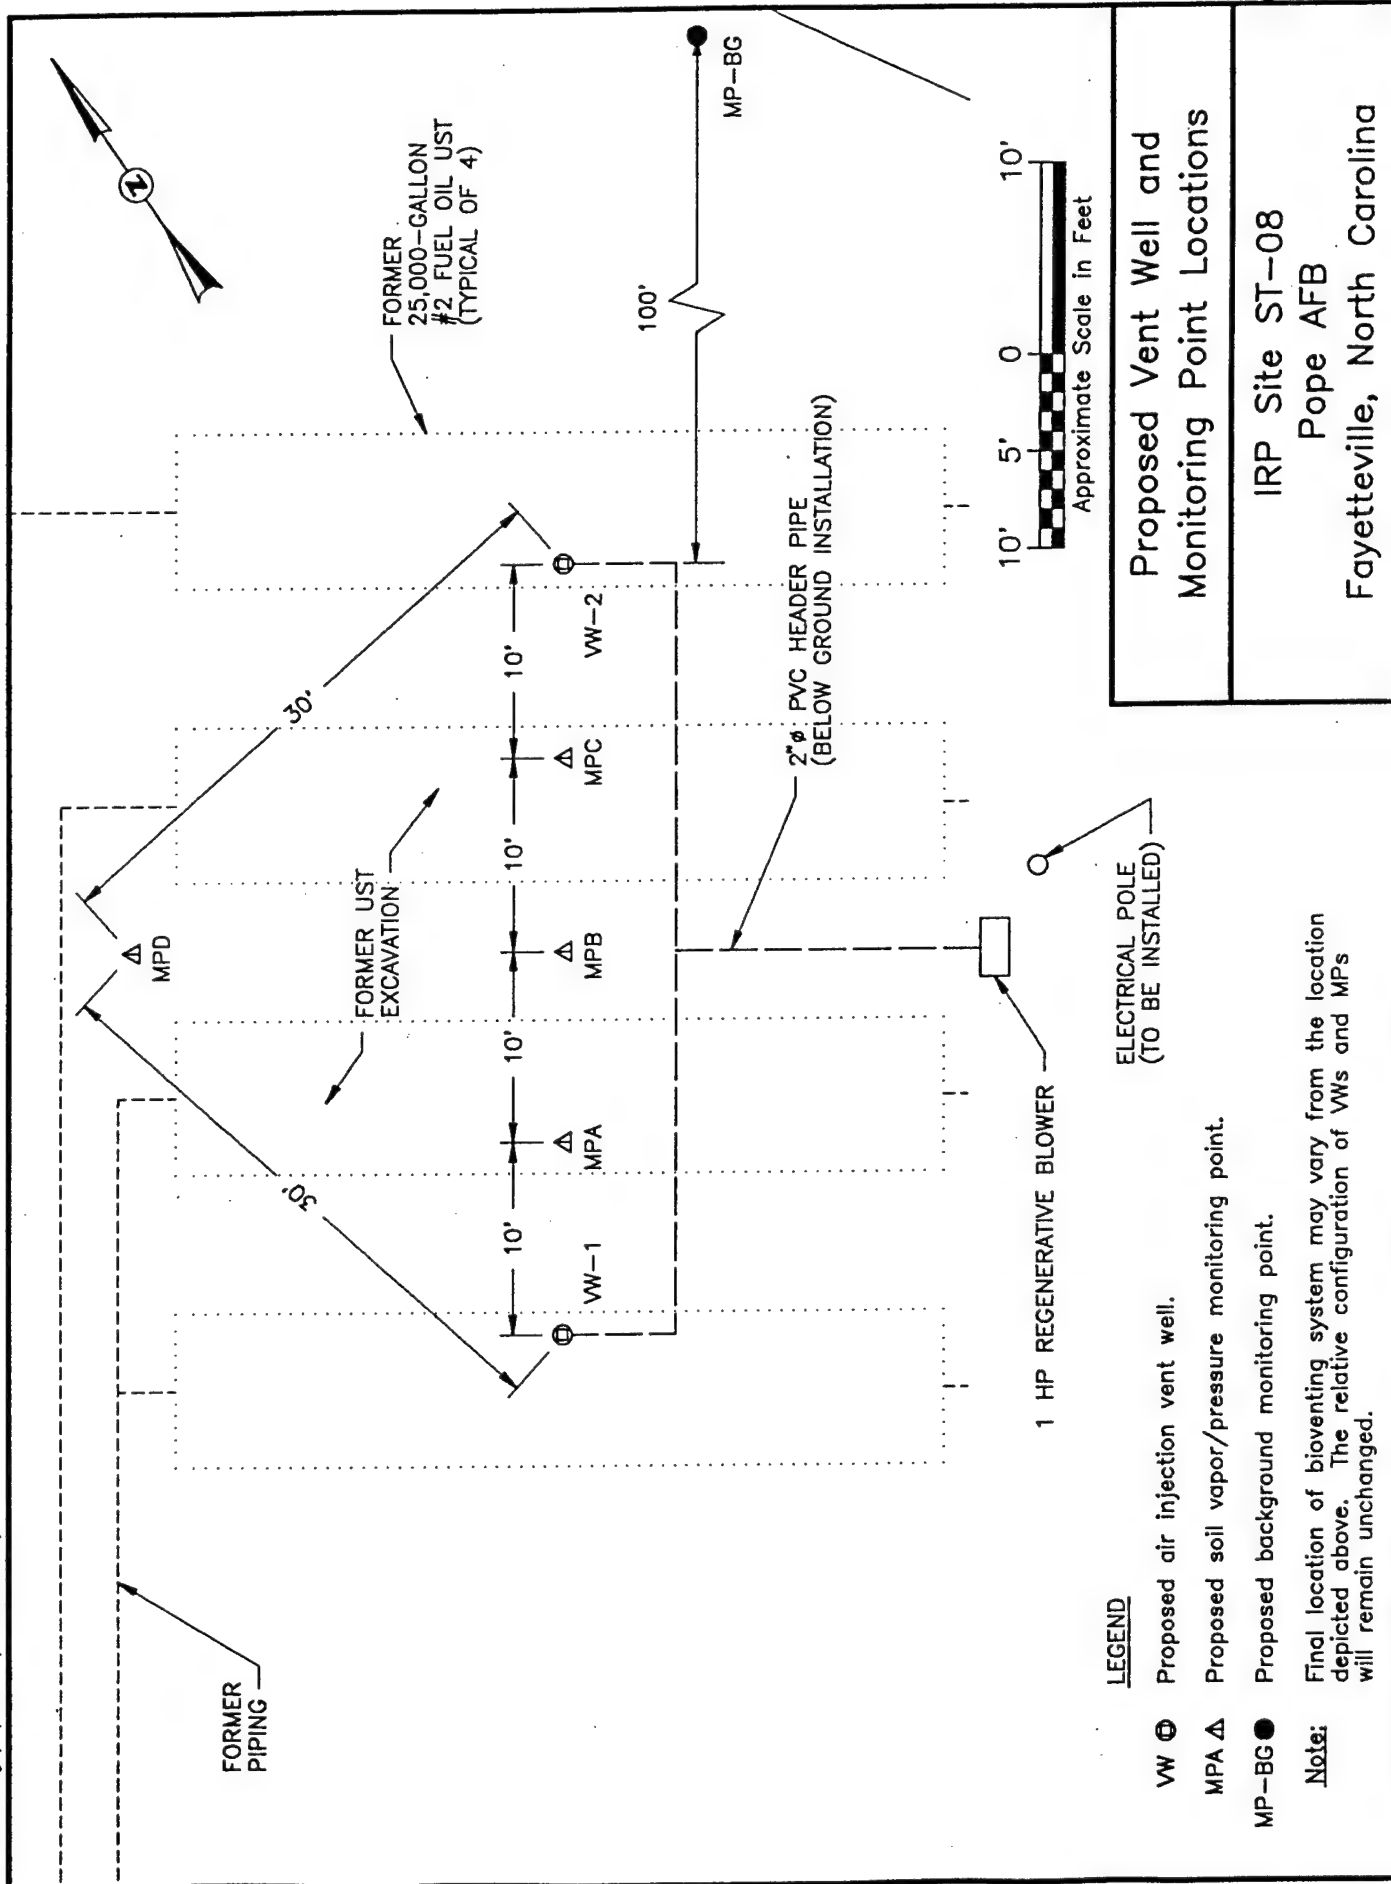 N
FORMER
25,000-GALLON
#2 FUEL OIL UST
(TYPICAL OF 4)
MP-BG
100'
30'
30'
MPD
FORMER UST
EXCAVATION
FORMER
PIPING
10'
10'
10'
10'
VW-1
MPA
MPB
MPC
VW-2
2"ø PVC HEADER PIPE
(BELOW GROUND INSTALLATION)
1 HP REGENERATIVE BLOWER
ELECTRICAL POLE
(TO BE INSTALLED)
10' 5' 0 10'
Approximate Scale in Feet
LEGEND
VW Proposed air injection vent well.
MPA Proposed soil vapor/pressure monitoring point.
MP-BG Proposed background monitoring point.
Note: Final location of bioventing system may vary from the location
depicted above. The relative configuration of VWs and MPs
will remain unchanged.
Proposed Vent Well and
Monitoring Point Locations
IRP Site ST-08
Pope AFB
Fayetteville, North Carolina